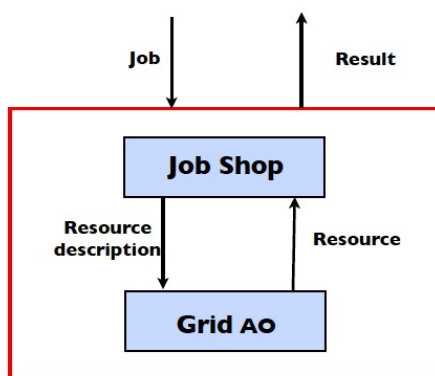 Job
Result
Job Shop
Resource
description
Resource
Grid AO